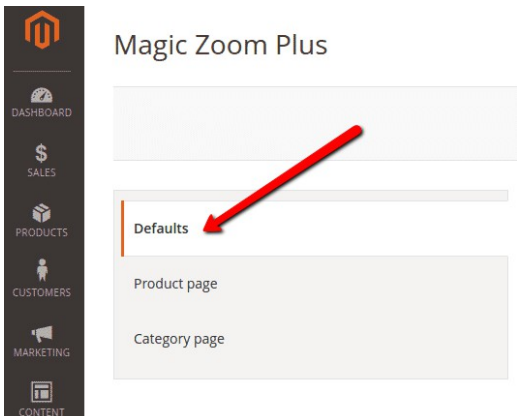 Magic Zoom Plus
DASHBOARD
SALES
PRODUCTS
CUSTOMERS
MARKETING
CONTENT
Defaults
Product page
Category page